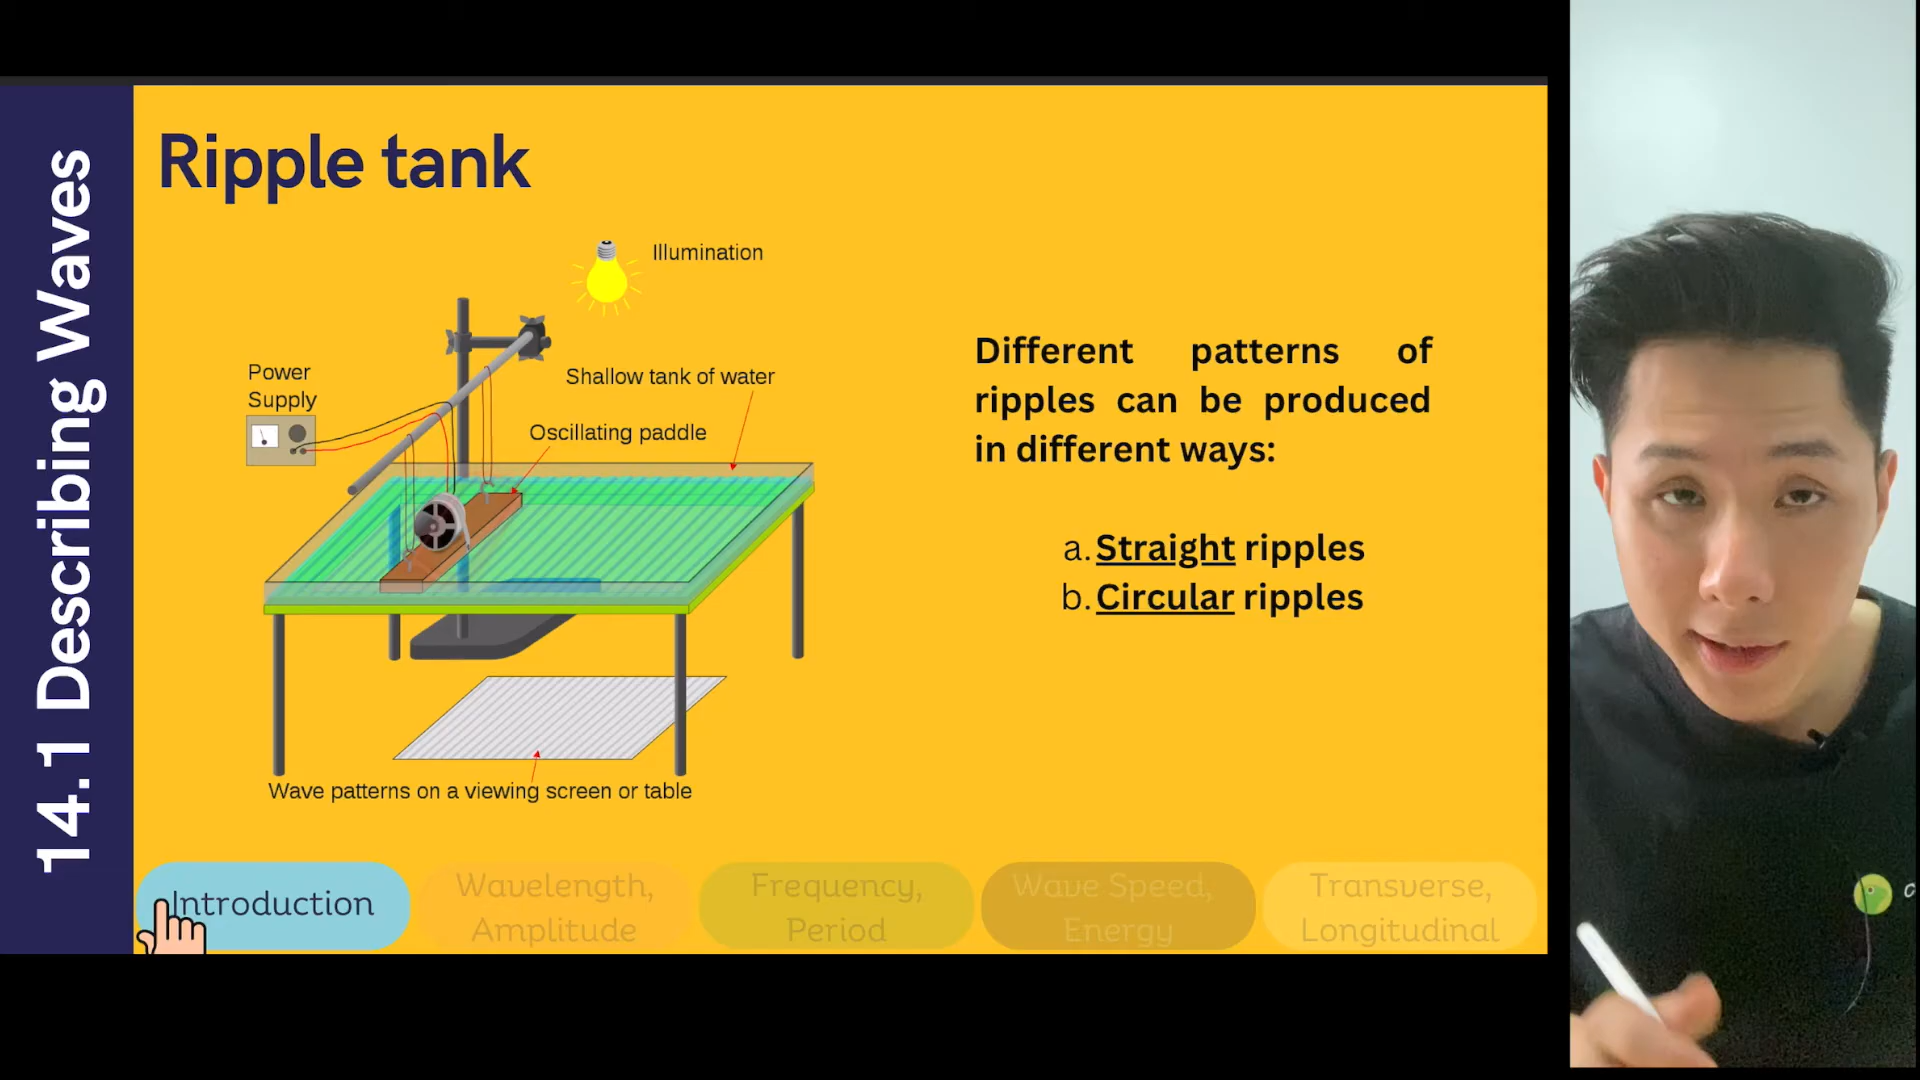 14.1 Describing Waves
Ripple tank
Illumination
Power
Supply
Shallow tank of water
Oscillating paddle
Wave patterns on a viewing screen or table
Different patterns of
ripples can be produced
in different ways:
a. Straight ripples
b. Circular ripples
Introduction
Wavelength,
Amplitude
Frequency,
Period
Wave Speed,
Energy
Transverse,
Longitudinal